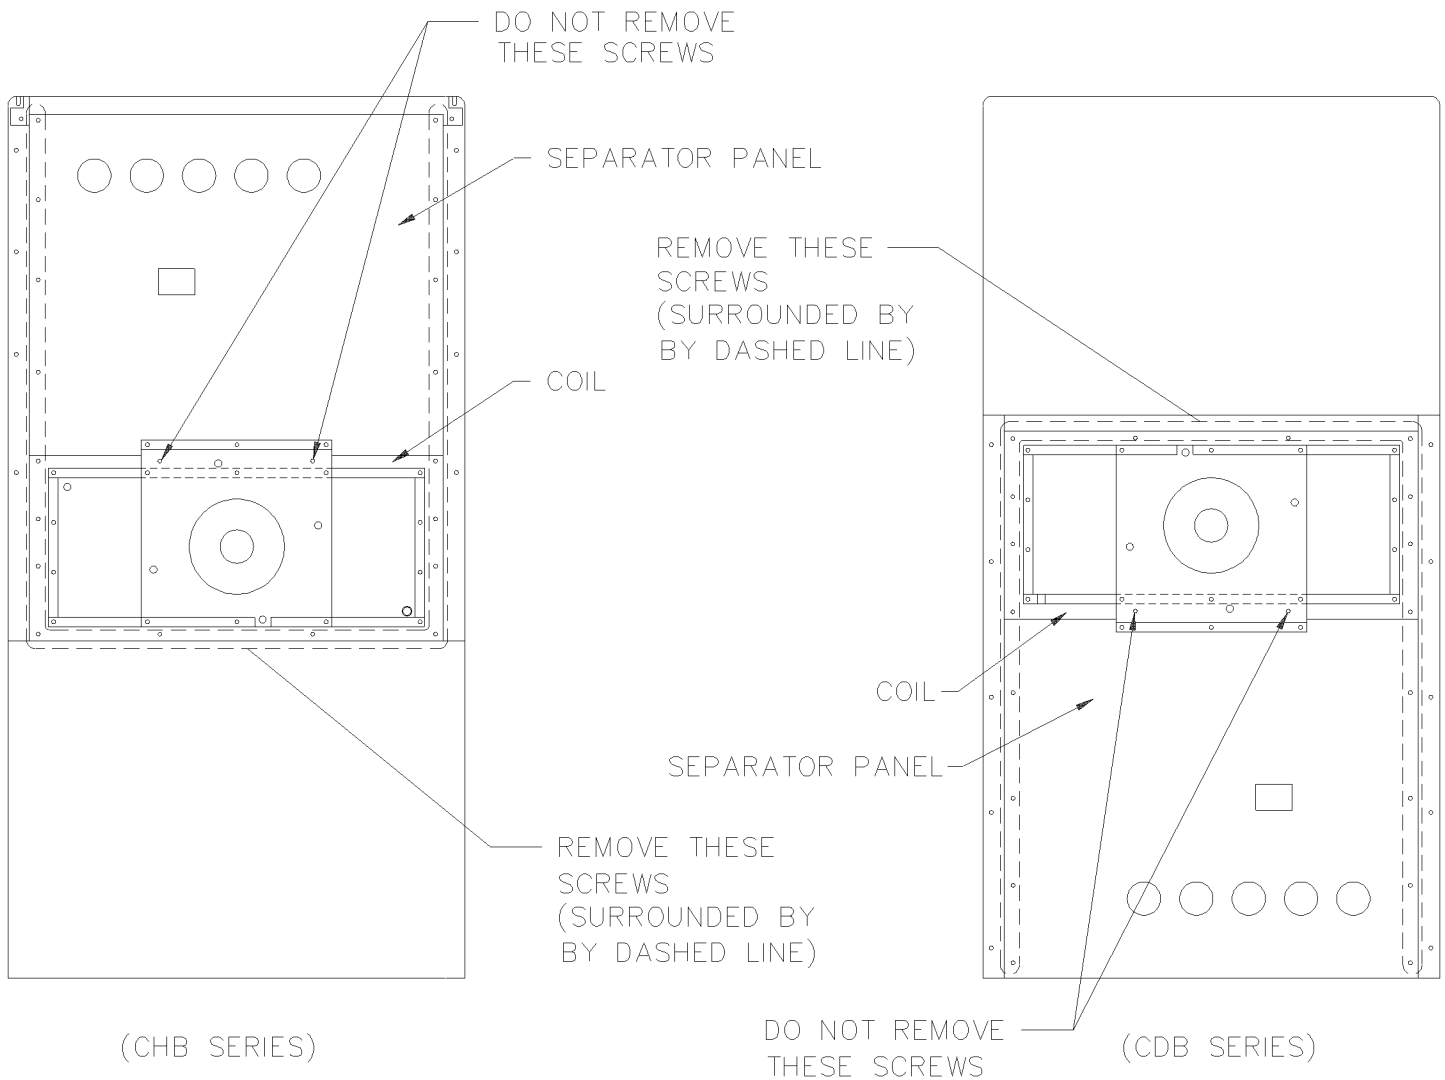 DO NOT REMOVE
THESE SCREWS
SEPARATOR PANEL
REMOVE THESE
SCREWS
(SURROUNDED BY
BY DASHED LINE)
COIL
COIL
SEPARATOR PANEL
REMOVE THESE
SCREWS
(SURROUNDED BY
BY DASHED LINE)
DO NOT REMOVE
THESE SCREWS
(CHB SERIES)
(CDB SERIES)